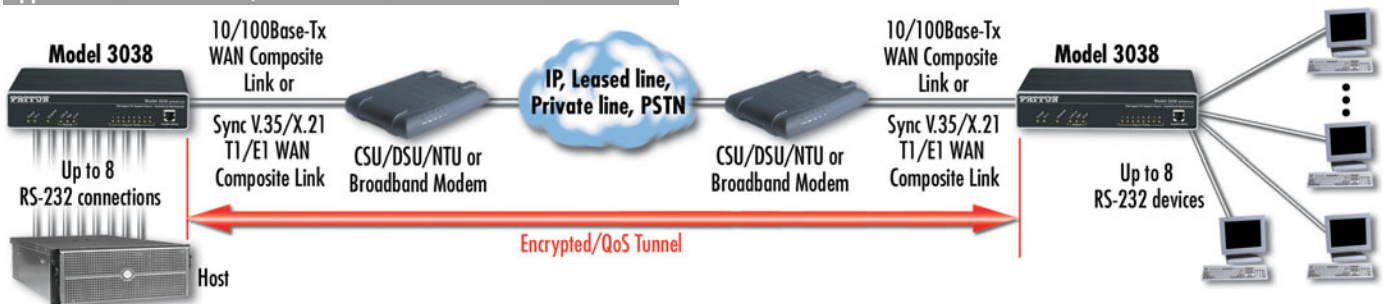 Model 3038
10/100Base-Tx
WAN Composite
Link or
Sync V.35/X.21
T1/E1 WAN
Composite Link
PATTON
Up to 8
RS-232 connections
Host
CSU/DSU/NTU or
Broadband Modem
IP, Leased line,
Private line, PSTN
CSU/DSU/NTU or
Broadband Modem
10/100Base-Tx
WAN Composite
Link or
Sync V.35/X.21
T1/E1 WAN
Composite Link
Model 3038
PATTON
Up to 8
RS-232 devices
Encrypted/QoS Tunnel